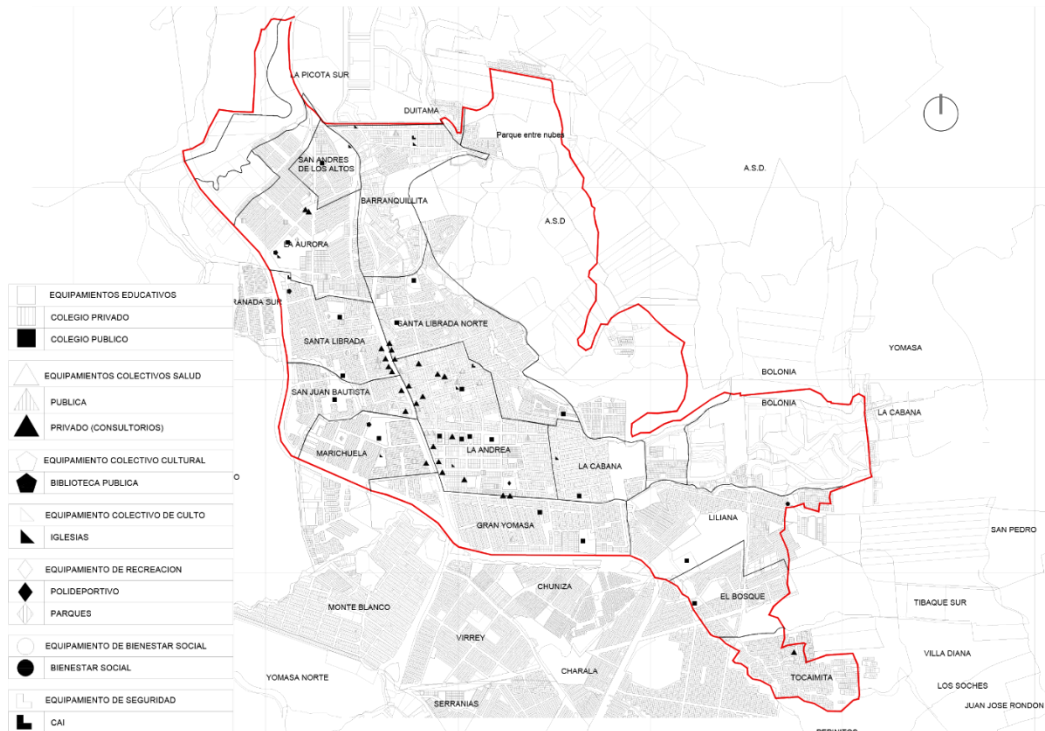 LA PICOTA SUR
DUITAMA
Parque entre nubes
SAN ANDRES
DE LOS ALTOS
A.S.D.
BARRANQUILLITA
A.S.D
LA AURORA
EQUIPAMIENTOS EDUCATIVOS
COLEGIO PRIVADO
COLEGIO PUBLICO
RANADA SUR
SANTA LIBRADA NORTE
SANTA LIBRADA
YOMASA
BOLONIA
EQUIPAMIENTOS COLECTIVOS SALUD
PUBLICA
PRIVADO (CONSULTORIOS)
SAN JUAN BAUTISTA
BOLONIA
LA CABANA
EQUIPAMIENTO COLECTIVO CULTURAL
BIBLIOTECA PUBLICA
MARICHUELA
LA ANDREA
LA CABANA
O
EQUIPAMIENTO COLECTIVO DE CULTO
IGLESIAS
GRAN YOMASA
LILIANA
SAN PEDRO
EQUIPAMIENTO DE RECREACION
POLIDEPORTIVO
PARQUES
CHUNIZA
MONTE BLANCO
EL BOSQUE
TIBAQUE SUR
VIRREY
EQUIPAMIENTO DE BIENESTAR SOCIAL
BIENESTAR SOCIAL
YOMASA NORTE
CHARALA
TOCAIMITA
VILLA DIANA
LOS SOCHES
EQUIPAMIENTO DE SEGURIDAD
CAI
SERRANIAS
JUAN JOSE RONDON